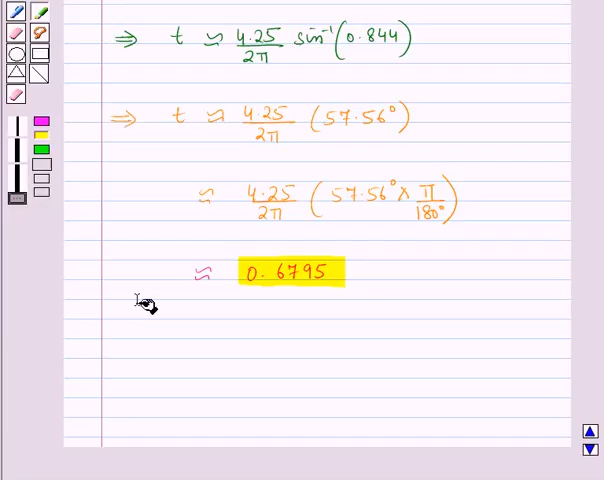 ⇒ t ≈ 4.25/2π sin⁻¹(0.844)
⇒ t ≈ 4.25/2π (57.56°)
≈ 4.25/2π (57.56° × π/180°)
≈ 0.6795